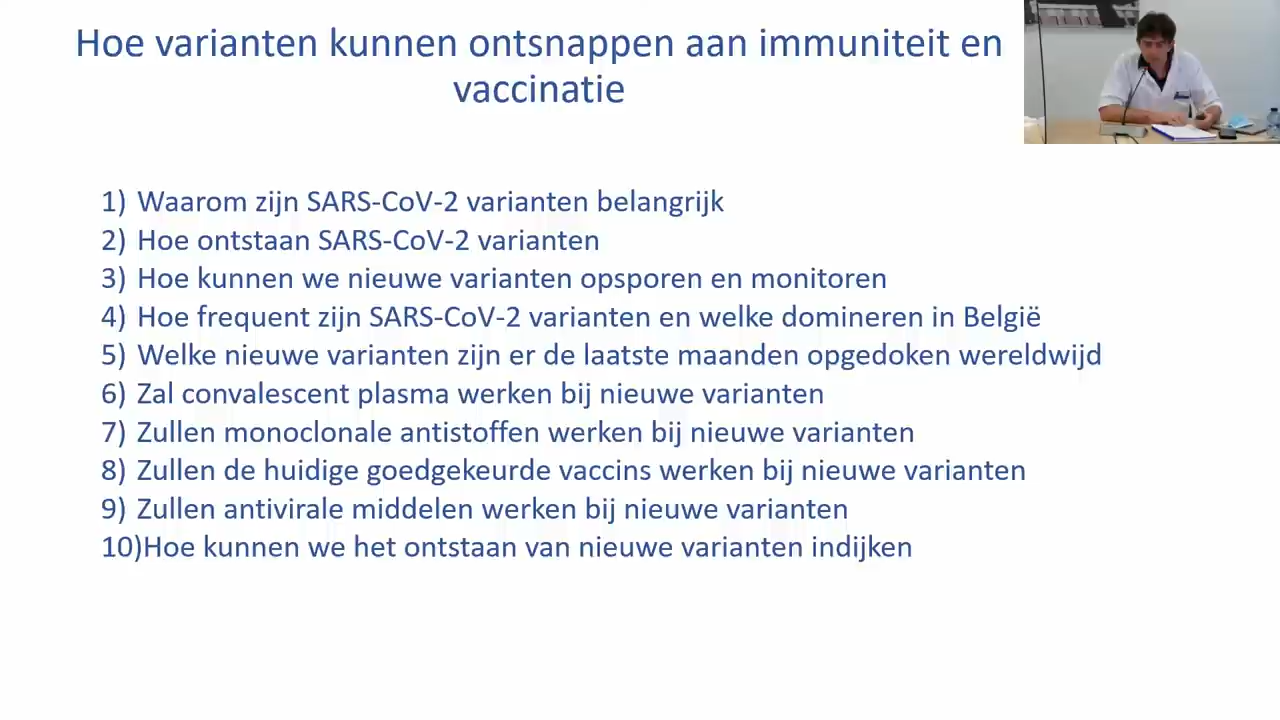 Hoe varianten kunnen ontsnappen aan immuniteit en
vaccinatie
1) Waarom zijn SARS-CoV-2 varianten belangrijk
2) Hoe ontstaan SARS-CoV-2 varianten
3) Hoe kunnen we nieuwe varianten opsporen en monitoren
4) Hoe frequent zijn SARS-CoV-2 varianten en welke domineren in België
5) Welke nieuwe varianten zijn er de laatste maanden opgedoken wereldwijd
6) Zal convalescent plasma werken bij nieuwe varianten
7) Zullen monoclonale antistoffen werken bij nieuwe varianten
8) Zullen de huidige goedgekeurde vaccins werken bij nieuwe varianten
9) Zullen antivirale middelen werken bij nieuwe varianten
10)Hoe kunnen we het ontstaan van nieuwe varianten indijken